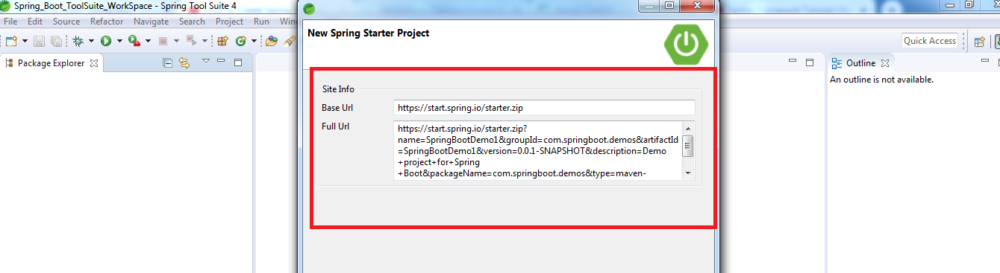 Spring_Boot_ToolSuite_WorkSpace - Spring Tool Suite 4
File Edit Source Refactor Navigate Search Project Run
Quick Access
Package Explorer
New Spring Starter Project
Site Info
Base Url https://start.spring.io/starter.zip
Full Url https://start.spring.io/starter.zip?
name=SpringBootDemo1&groupId=com.springboot.demos&artifactId
=SpringBootDemo1&version=0.0.1-SNAPSHOT&description=Demo
+project+for+Spring
+Boot&packageName=com.springboot.demos&type=maven-
Outline
An outline is not available.